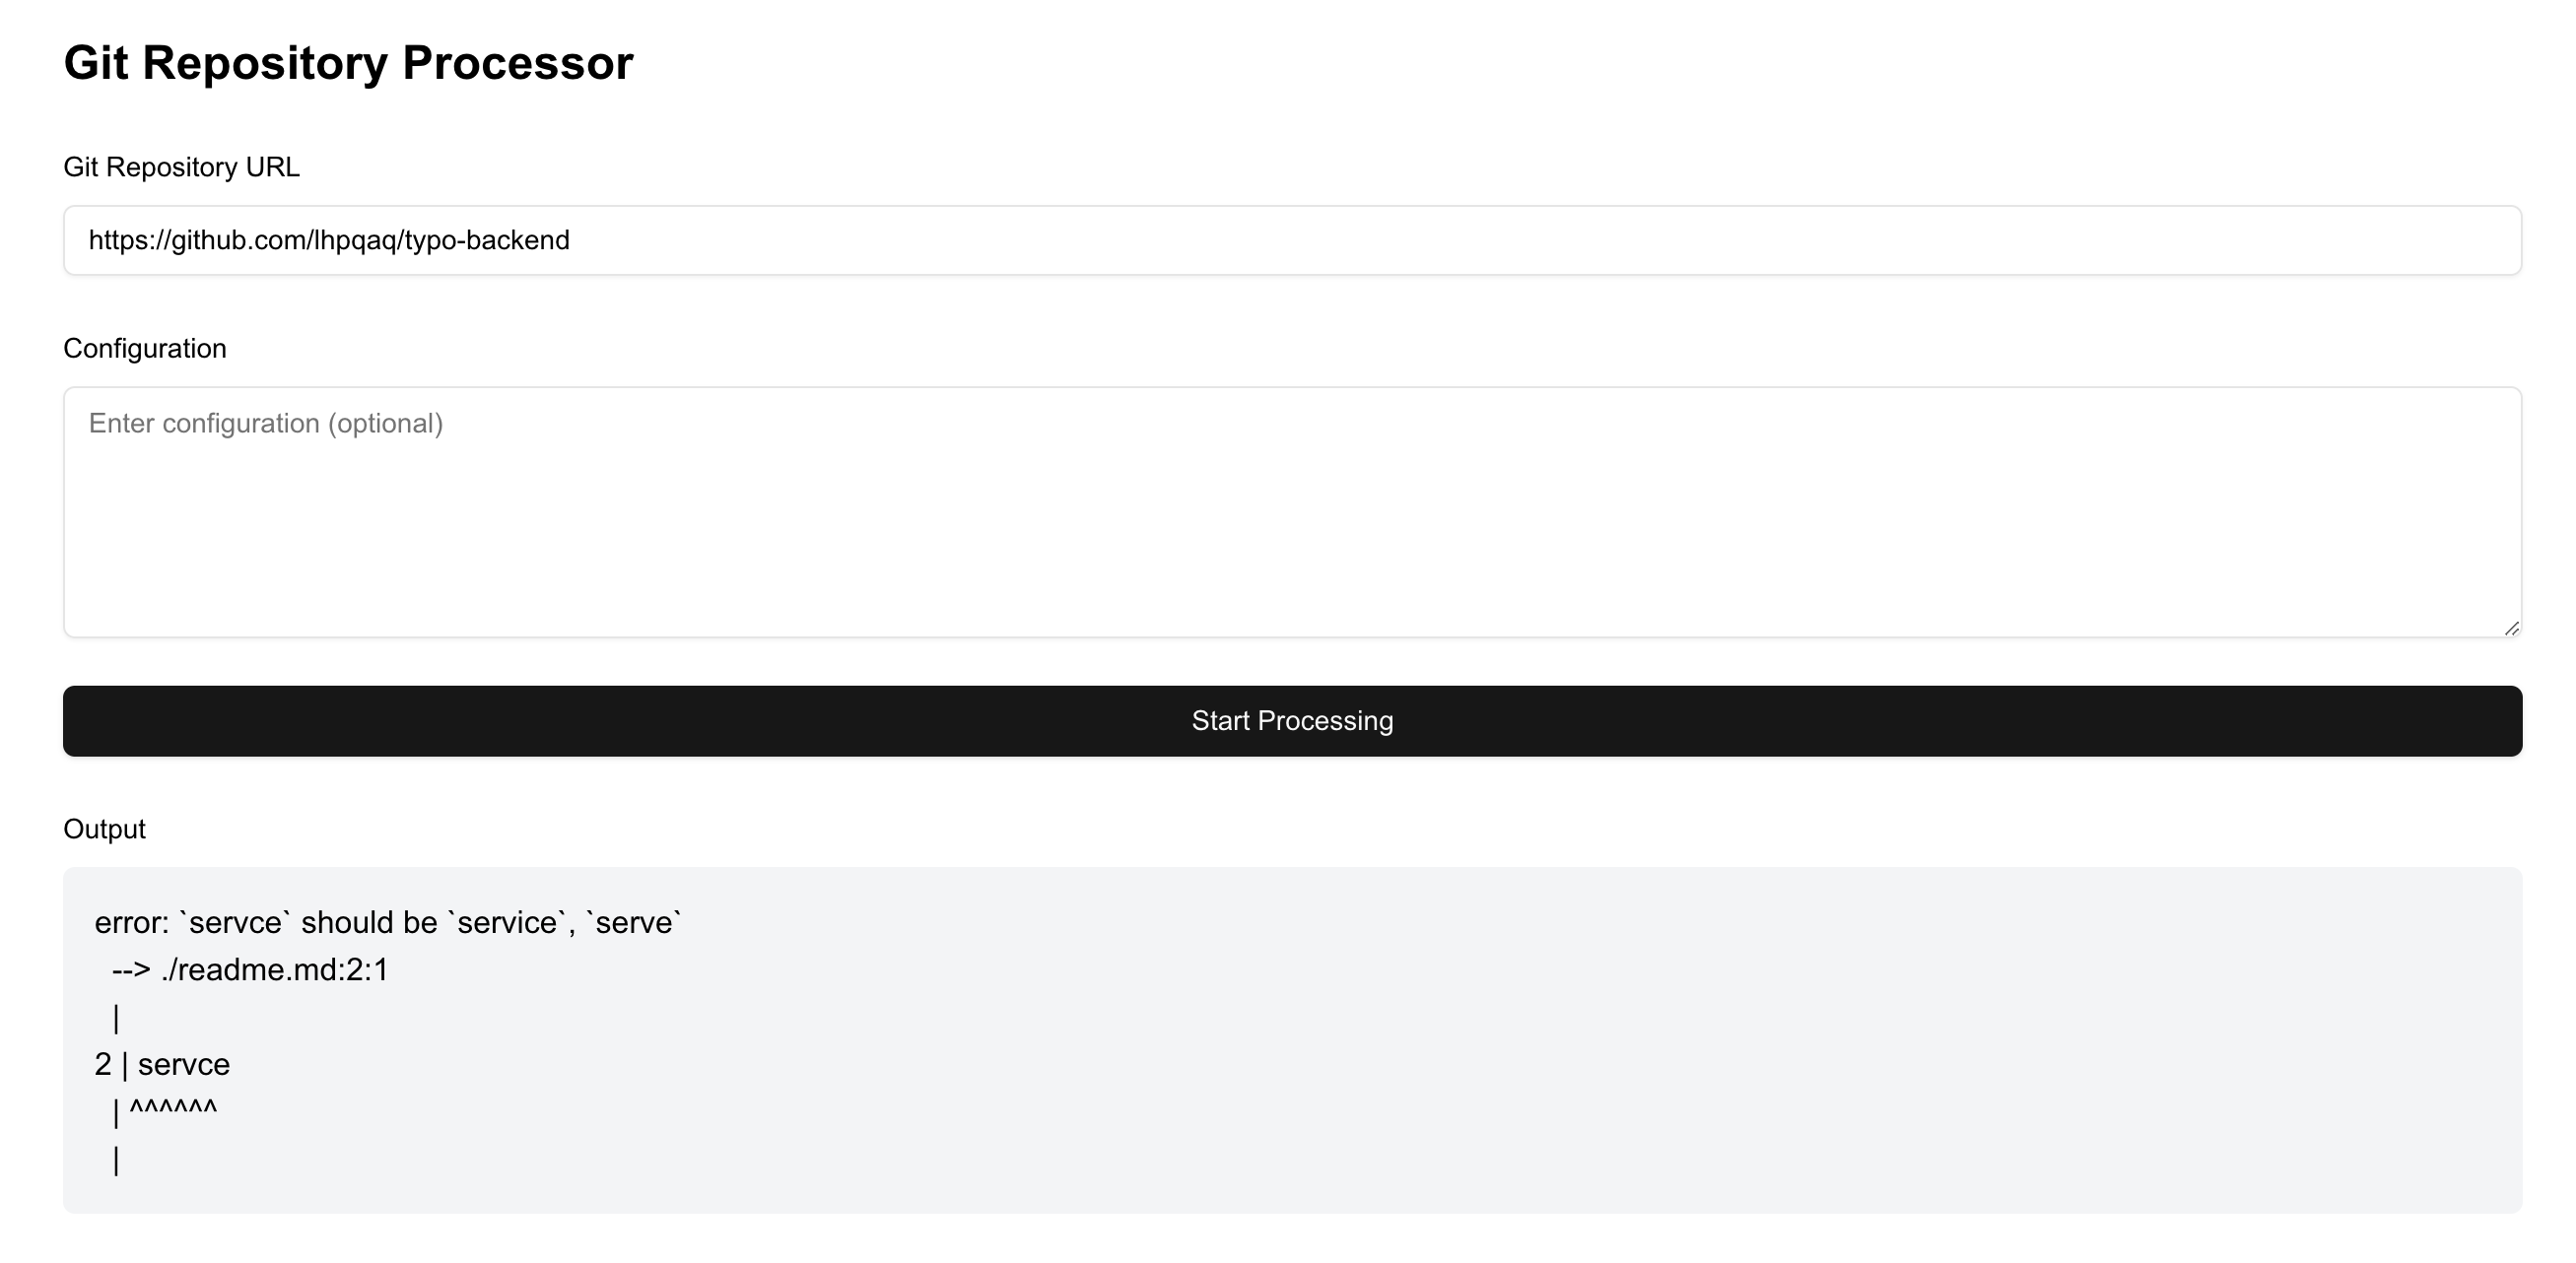 Git Repository Processor
Git Repository URL
https://github.com/lhpqaq/typo-backend
Configuration
Enter configuration (optional)
Start Processing
Output
error: `servce` should be `service`, `serve`
--> ./readme.md:2:1
|
2 | servce
| ^^^^^^
|